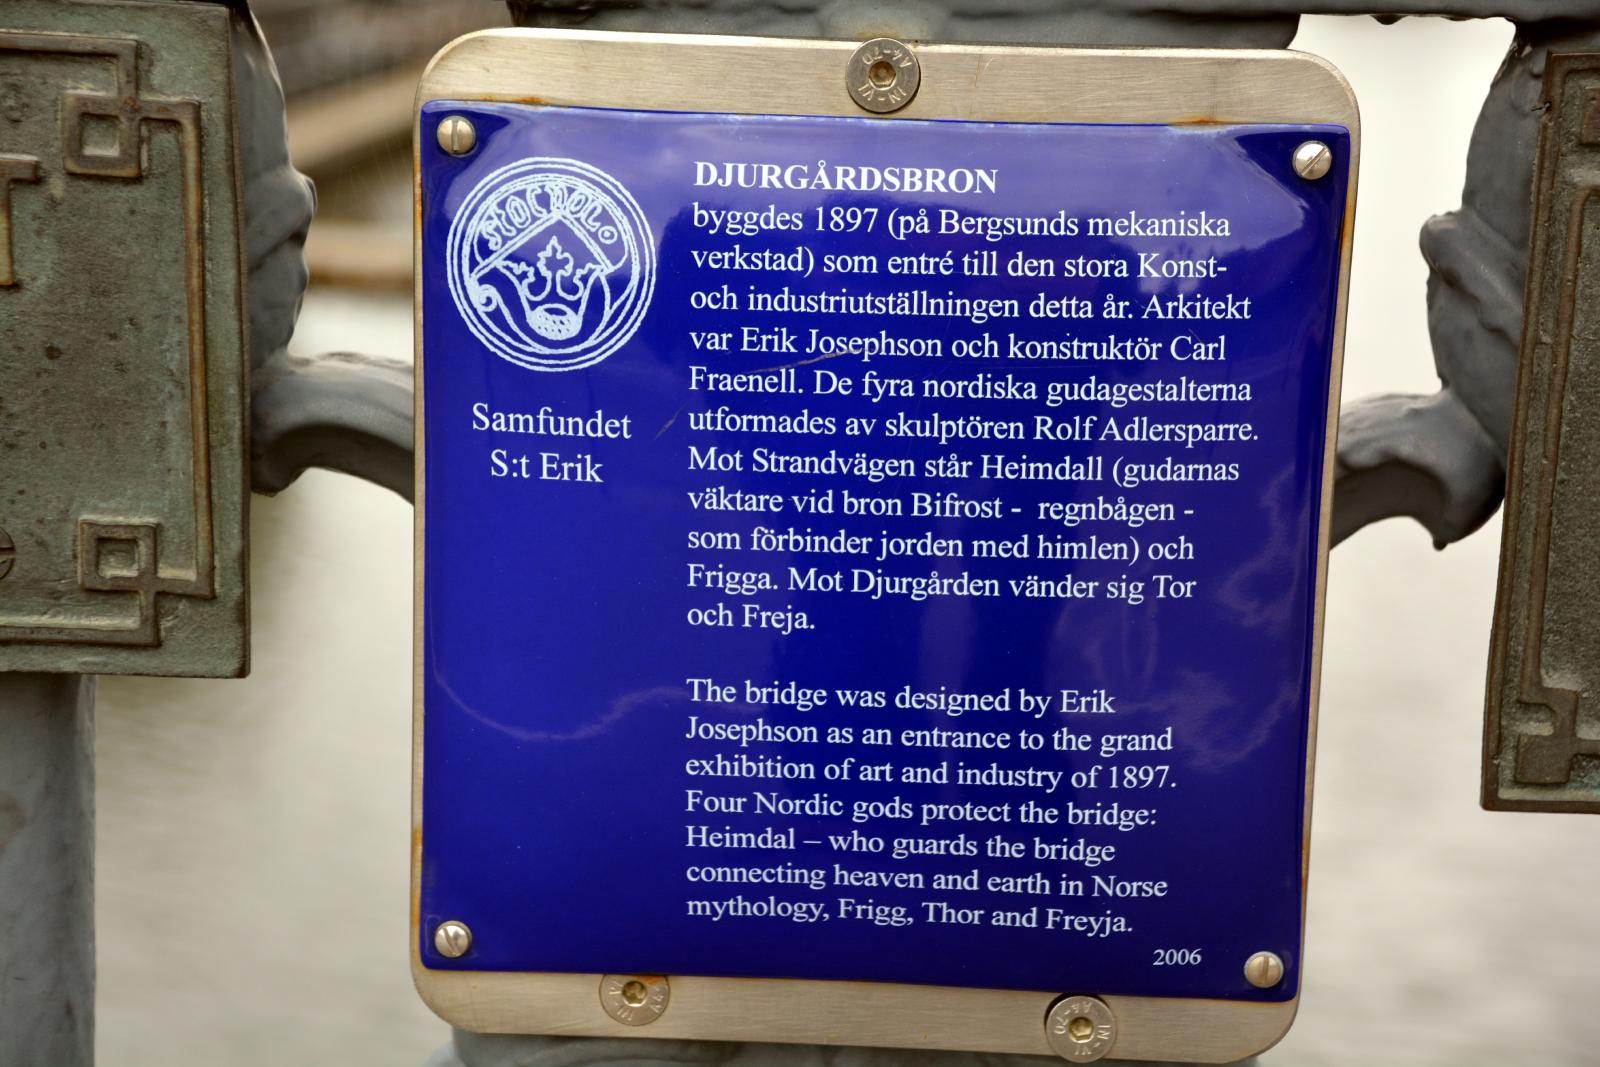 STOCHOLM
Samfundet
S:t Erik
DJURGÅRDSBRON
byggdes 1897 (på Bergsunds mekaniska
verkstad) som entré till den stora Konst-
och industriutställningen detta år. Arkitekt
var Erik Josephson och konstruktör Carl
Fraenell. De fyra nordiska gudagestalterna
utformades av skulptören Rolf Adlersparre.
Mot Strandvägen står Heimdall (gudarnas
väktare vid bron Bifrost - regnbågen -
som förbinder jorden med himlen) och
Frigga. Mot Djurgården vänder sig Tor
och Freja.
The bridge was designed by Erik
Josephson as an entrance to the grand
exhibition of art and industry of 1897.
Four Nordic gods protect the bridge:
Heimdal – who guards the bridge
connecting heaven and earth in Norse
mythology, Frigg, Thor and Freyja.
2006